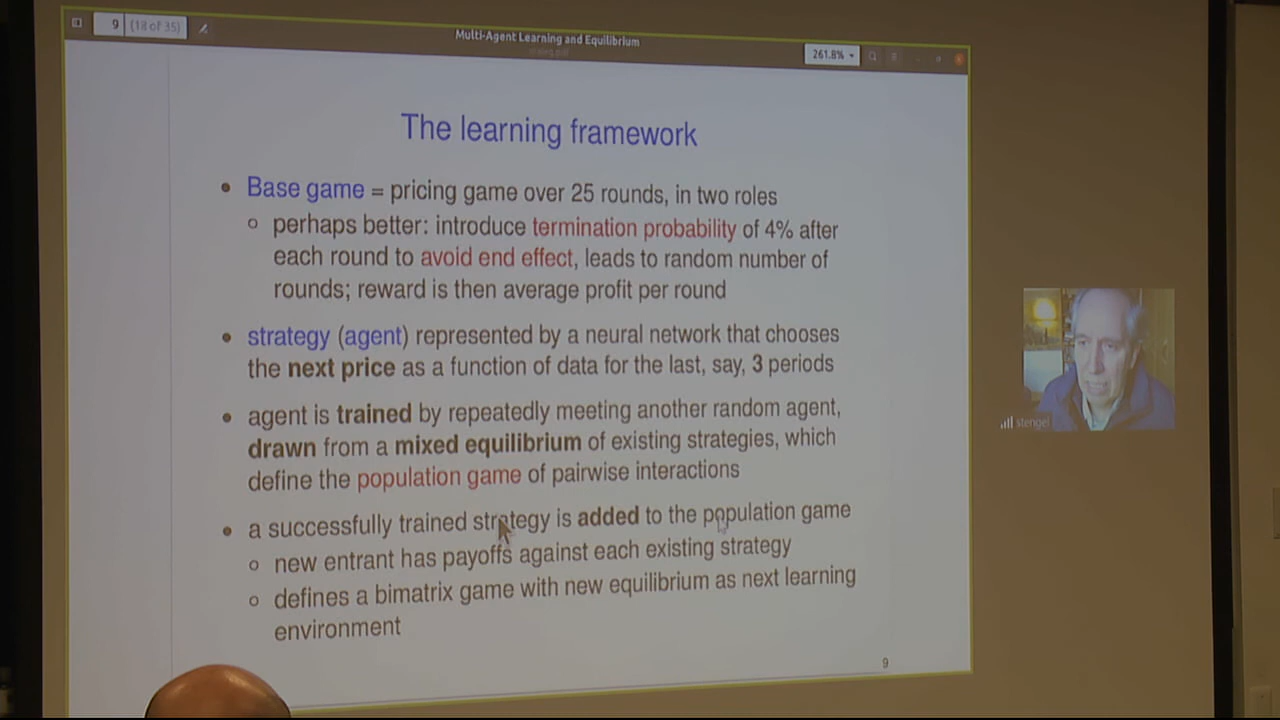 9 (18 of 35)
Multi-Agent Learning and Equilibrium
261.8%
The learning framework
• Base game = pricing game over 25 rounds, in two roles
○ perhaps better: introduce termination probability of 4% after
each round to avoid end effect, leads to random number of
rounds; reward is then average profit per round
• strategy (agent) represented by a neural network that chooses
the next price as a function of data for the last, say, 3 periods
• agent is trained by repeatedly meeting another random agent,
drawn from a mixed equilibrium of existing strategies, which
define the population game of pairwise interactions
• a successfully trained strategy is added to the population game
○ new entrant has payoffs against each existing strategy
○ defines a bimatrix game with new equilibrium as next learning
environment
9
stengel